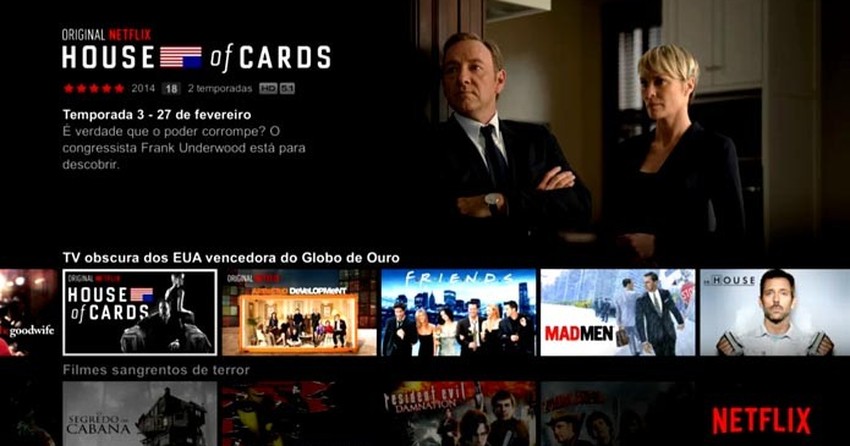 ORIGINAL NETFLIX
HOUSE of CARDS
2014 18 2 temporadas HD 5.1
Temporada 3 - 27 de fevereiro
É verdade que o poder corrompe? O
congressista Frank Underwood está para
descobrir.
TV obscura dos EUA vencedora do Globo de Ouro
goodwife
ORIGINAL NETFLIX
HOUSE
of CARDS
ORIGINAL NETFLIX
ARRESTED DEVELOPMENT
FRIENDS
MADMEN
HOUSE
Filmes sangrentos de terror
SEGREDO DA
CABANA
resident evil
DAMNATION
NETFLIX